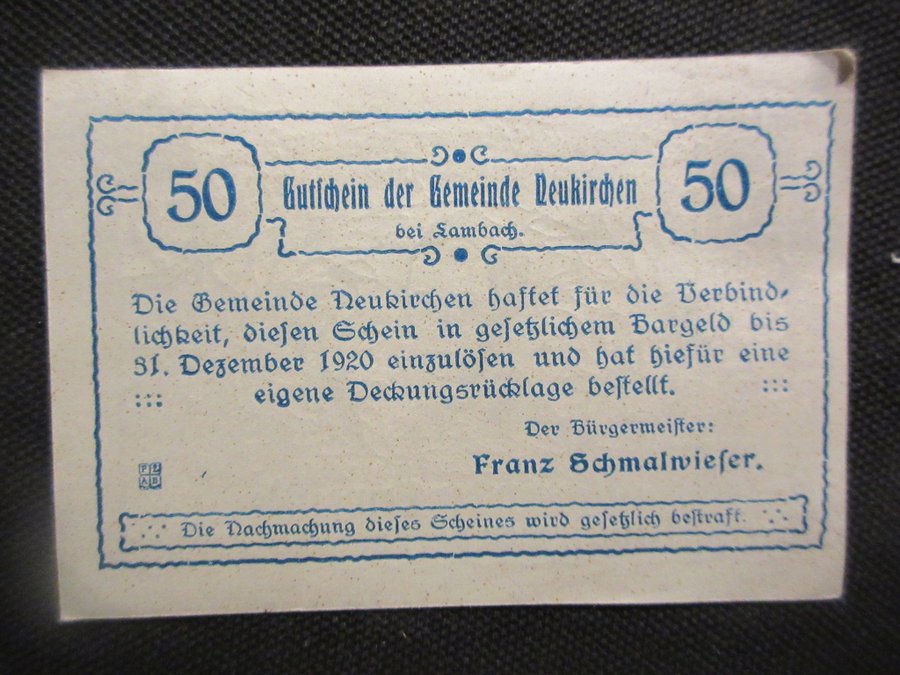 50
Gutschein der Gemeinde Neukirchen
50
bei Lambach.
Die Gemeinde Neukirchen haftet für die Verbind-
lichkeit, diesen Schein in gesetzlichem Bargeld bis
31. Dezember 1920 einzulösen und hat hiefür eine
eigene Deckungsrücklage bestellt.
Der Bürgermeister:
Franz Schmalwieser.
P L
A B
Die Nachmachung dieses Scheines wird gesetzlich bestraft.